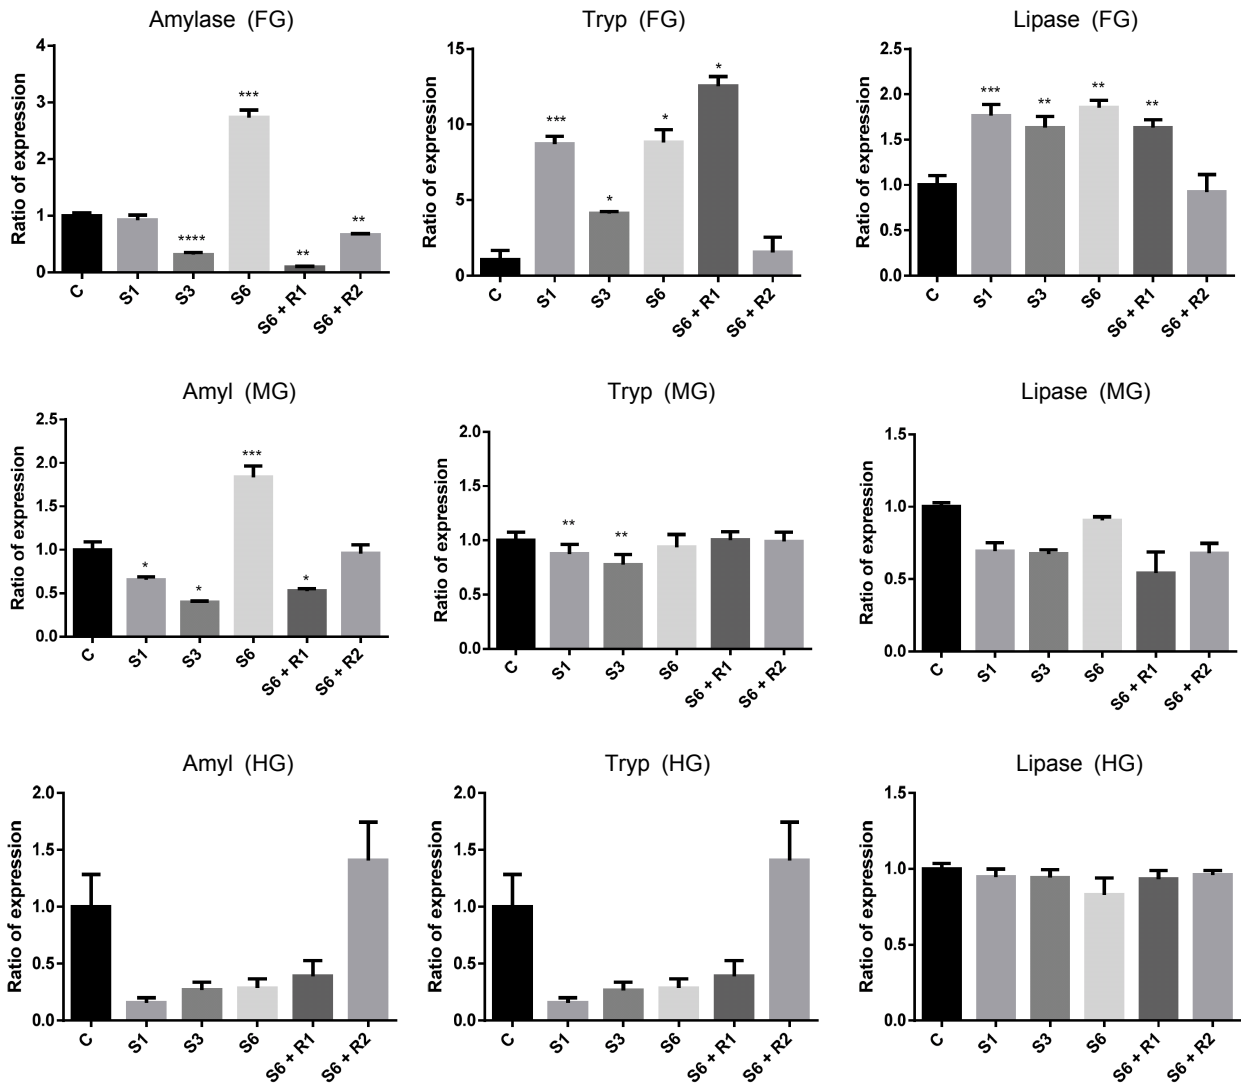 Amylase (FG)
Ratio of expression
4
3
2
1
0
***
****
**
**
C
S1
S3
S6
S6 + R1
S6 + R2
Tryp (FG)
Ratio of expression
15
10
5
0
***
*
*
*
C
S1
S3
S6
S6 + R1
S6 + R2
Lipase (FG)
Ratio of expression
2.5
2.0
1.5
1.0
0.5
0.0
***
**
**
**
C
S1
S3
S6
S6 + R1
S6 + R2
Amyl (MG)
Ratio of expression
2.5
2.0
1.5
1.0
0.5
0.0
*
*
***
*
C
S1
S3
S6
S6 + R1
S6 + R2
Tryp (MG)
Ratio of expression
2.0
1.5
1.0
0.5
0.0
**
**
C
S1
S3
S6
S6 + R1
S6 + R2
Lipase (MG)
Ratio of expression
1.5
1.0
0.5
0.0
C
S1
S3
S6
S6 + R1
S6 + R2
Amyl (HG)
Ratio of expression
2.0
1.5
1.0
0.5
0.0
C
S1
S3
S6
S6 + R1
S6 + R2
Tryp (HG)
Ratio of expression
2.0
1.5
1.0
0.5
0.0
C
S1
S3
S6
S6 + R1
S6 + R2
Lipase (HG)
Ratio of expression
1.5
1.0
0.5
0.0
C
S1
S3
S6
S6 + R1
S6 + R2